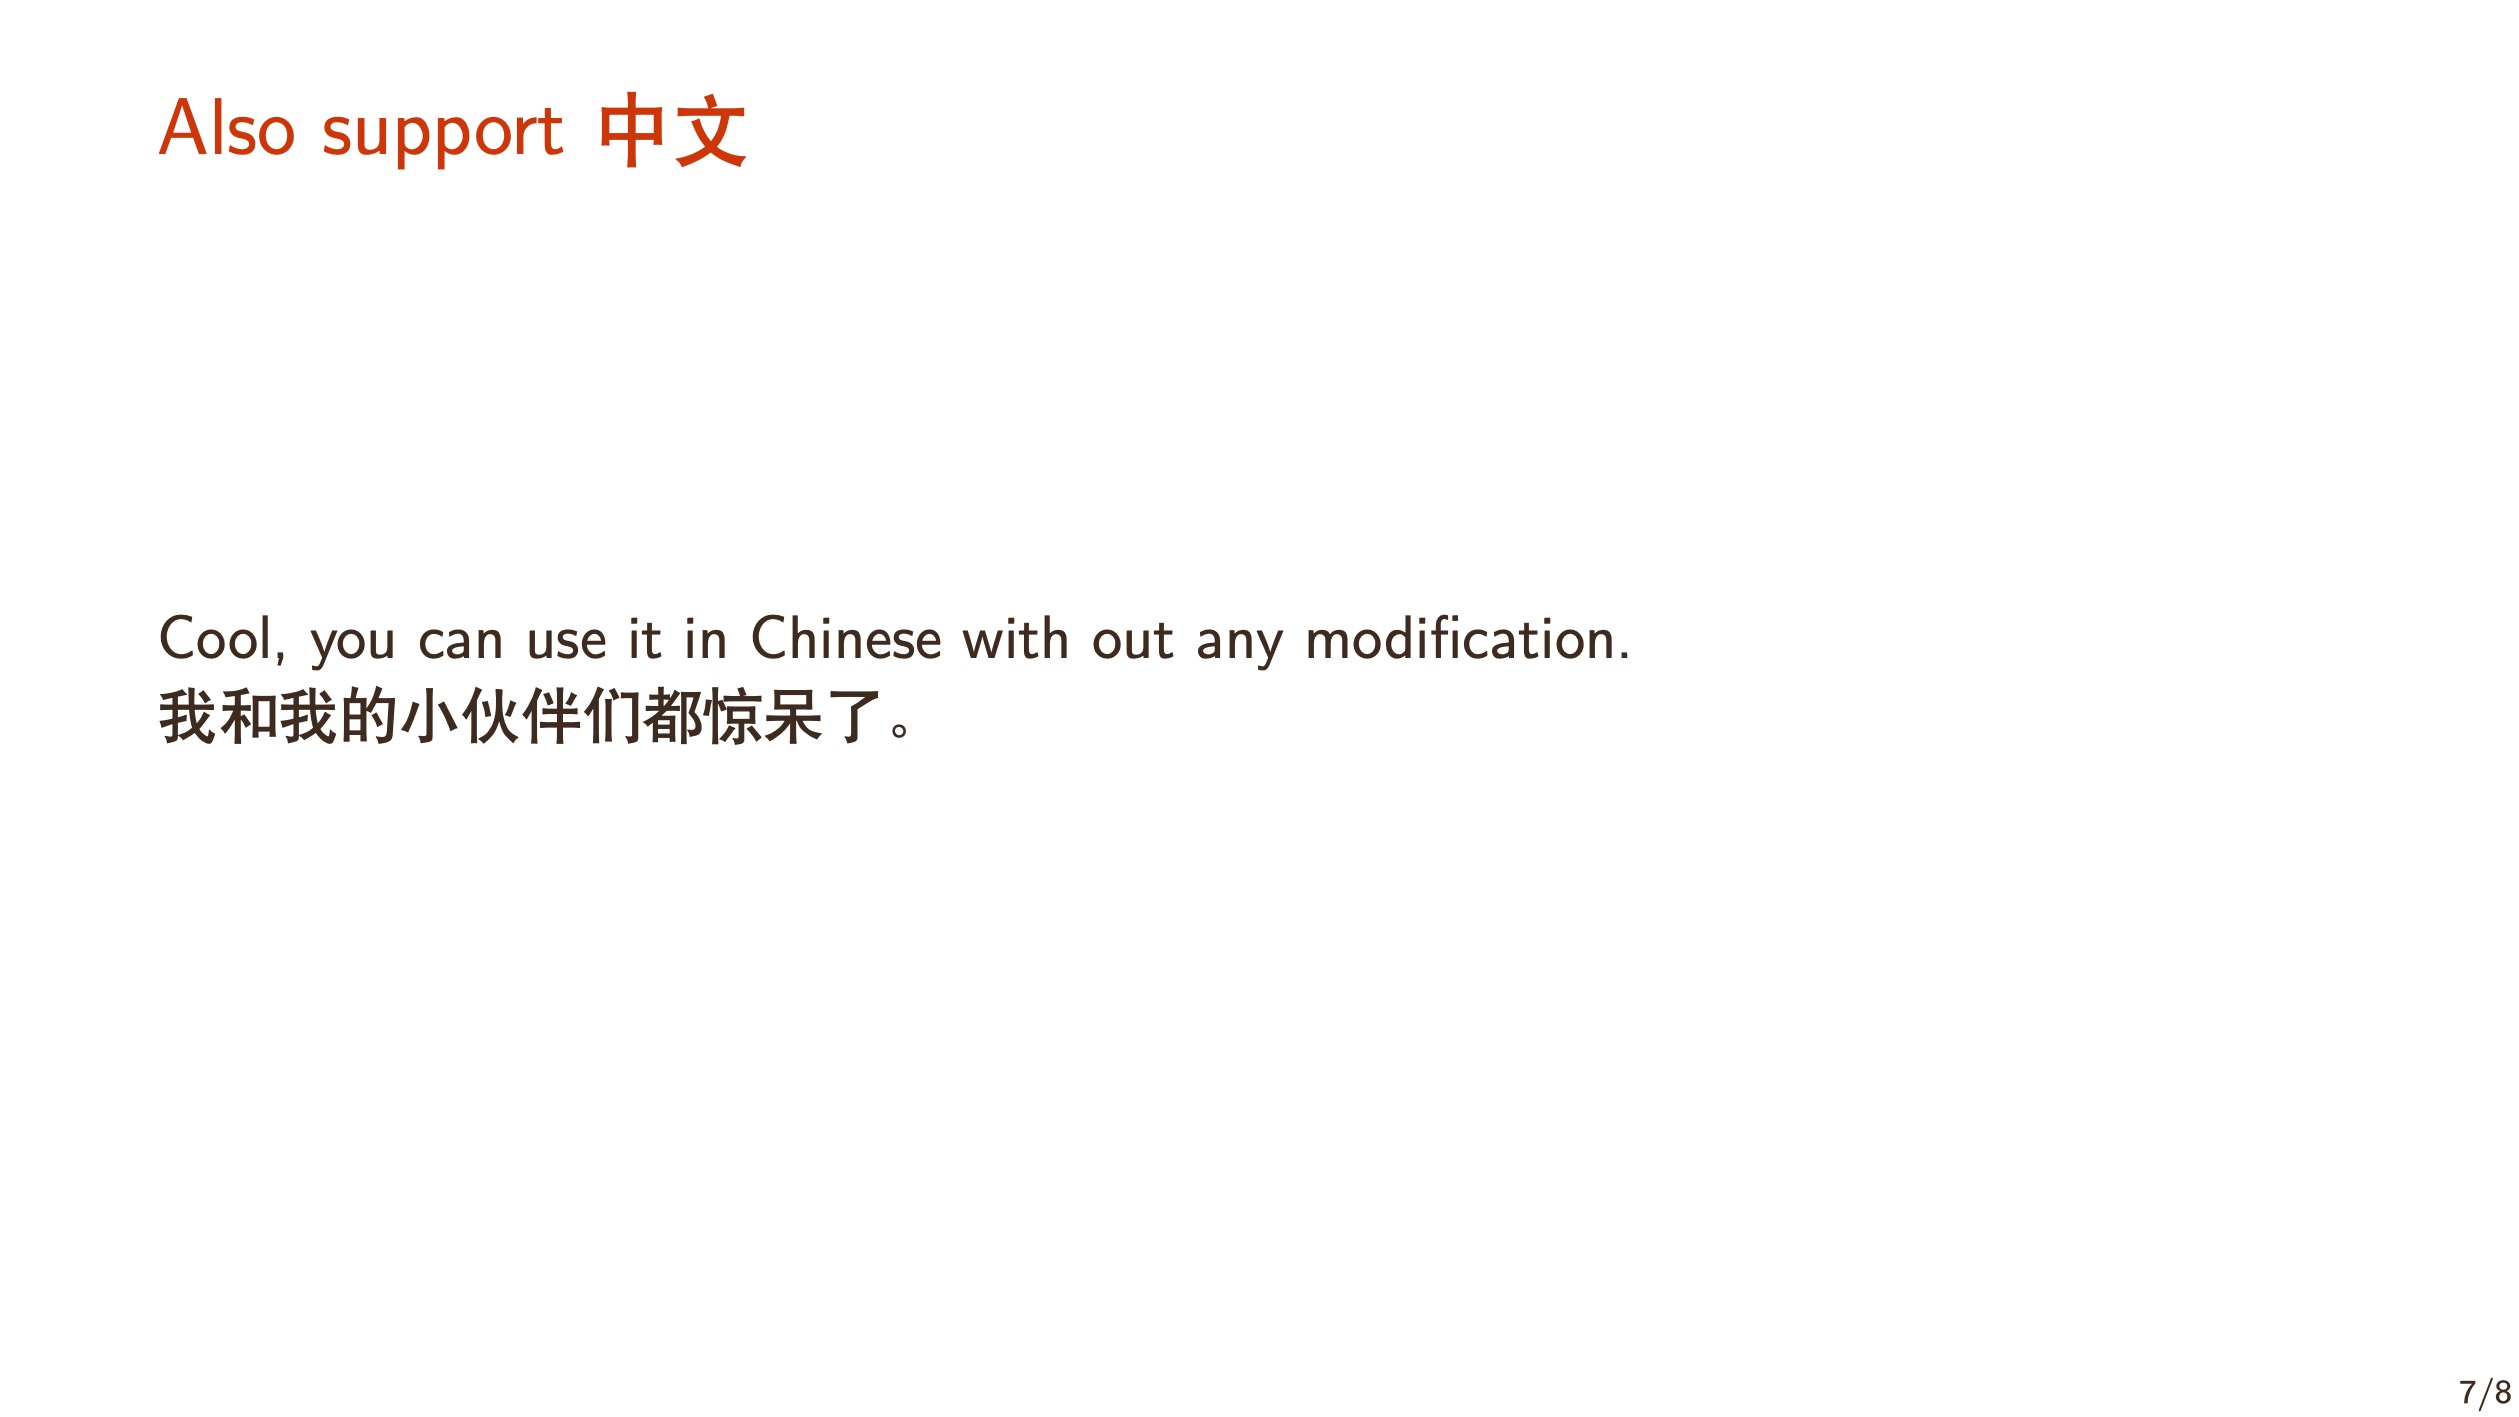 Also support 中文
Cool, you can use it in Chinese with out any modification.
我和我的小伙伴们都惊呆了。
7/8